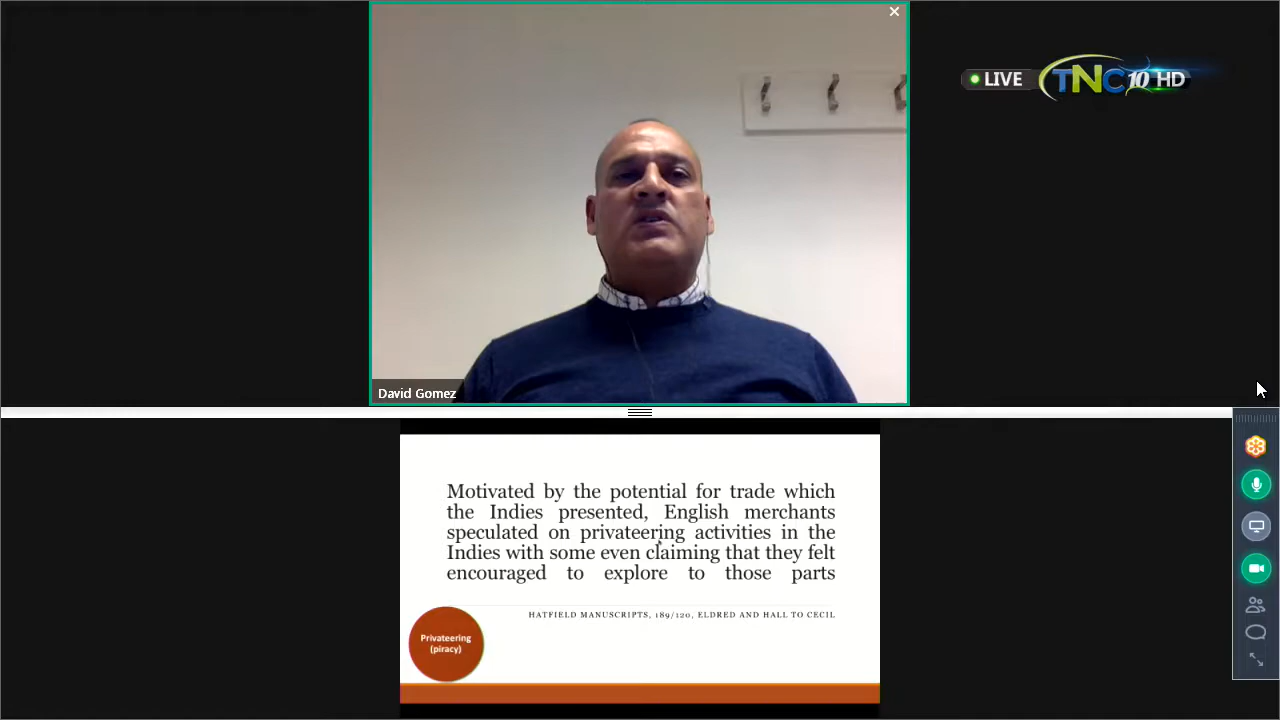 LIVE TNC 10 HD
David Gomez
Motivated by the potential for trade which
the Indies presented, English merchants
speculated on privateering activities in the
Indies with some even claiming that they felt
encouraged to explore to those parts
HATFIELD MANUSCRIPTS, 189/120, ELDRED AND HALL TO CECIL
Privateering
(piracy)